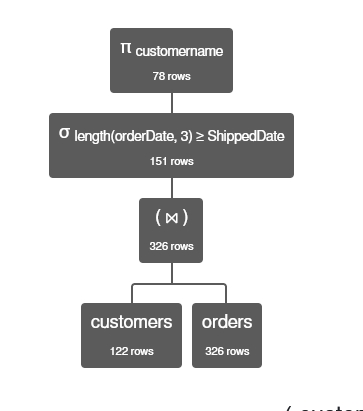 π customername
78 rows
σ length(orderDate, 3) ≥ ShippedDate
151 rows
( ⋈ )
326 rows
customers
122 rows
orders
326 rows